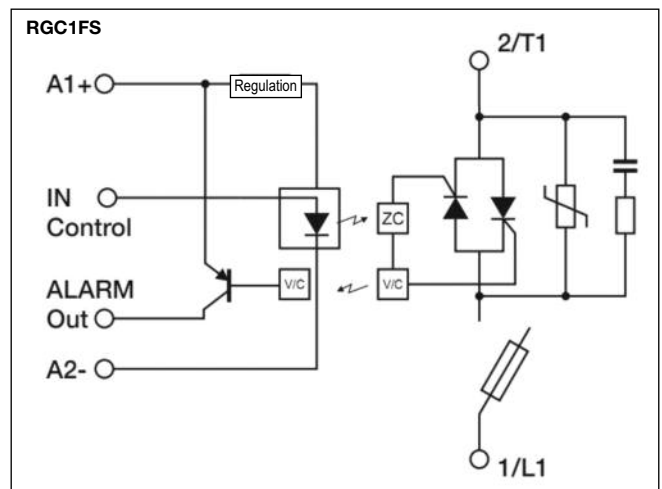 RGC1FS
2/T1
A1+
Regulation
IN
Control
ZC
ALARM
Out
V/C
V/C
A2-
1/L1